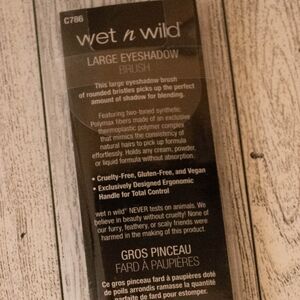 C786
wet n wild
LARGE EYESHADOW
BRUSH
This large eyeshadow brush
of rounded bristles picks up the perfect
amount of shadow for blending.
Featuring two-toned synthetic
Polymax fibers made of an exclusive
thermoplastic polymer complex
that mimics the consistency of
natural hairs to pick up formula
effortlessly. Holds any cream, powder,
or liquid formula without absorption.
• Cruelty-Free, Gluten-Free, and Vegan
• Exclusively Designed Ergonomic
Handle for Total Control
wet n wild® NEVER tests on animals. We
believe in beauty without cruelty! None of
our furry, feathery, or scaly friends were
harmed in the making of this product.
GROS PINCEAU
FARD À PAUPIÈRES
Ce gros pinceau fard à paupières doté
de poils arrondis ramasse la quantité
parfaite de fard pour estomper.